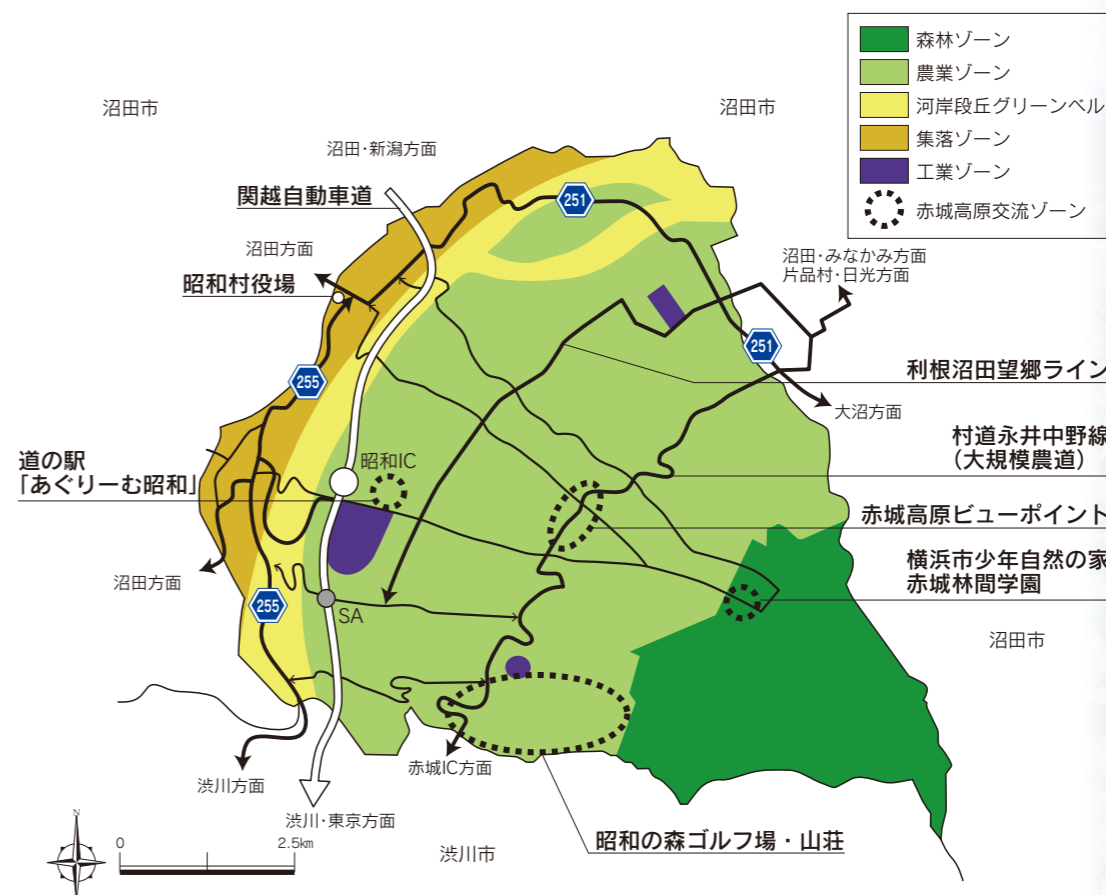 森林ゾーン
農業ゾーン
河岸段丘グリーンベル
集落ゾーン
工業ゾーン
赤城高原交流ゾーン
沼田市
沼田市
沼田・新潟方面
関越自動車道
251
沼田方面
昭和村役場
沼田・みなかみ方面
片品村・日光方面
251
利根沼田望郷ライン
255
大沼方面
村道永井中野線
（大規模農道）
道の駅
「あぐりーむ昭和」
昭和IC
赤城高原ビューポイント
横浜市少年自然の家
赤城林間学園
沼田方面
255
SA
沼田市
赤城IC方面
渋川方面
渋川・東京方面
昭和の森ゴルフ場・山荘
渋川市
N
0
2.5km